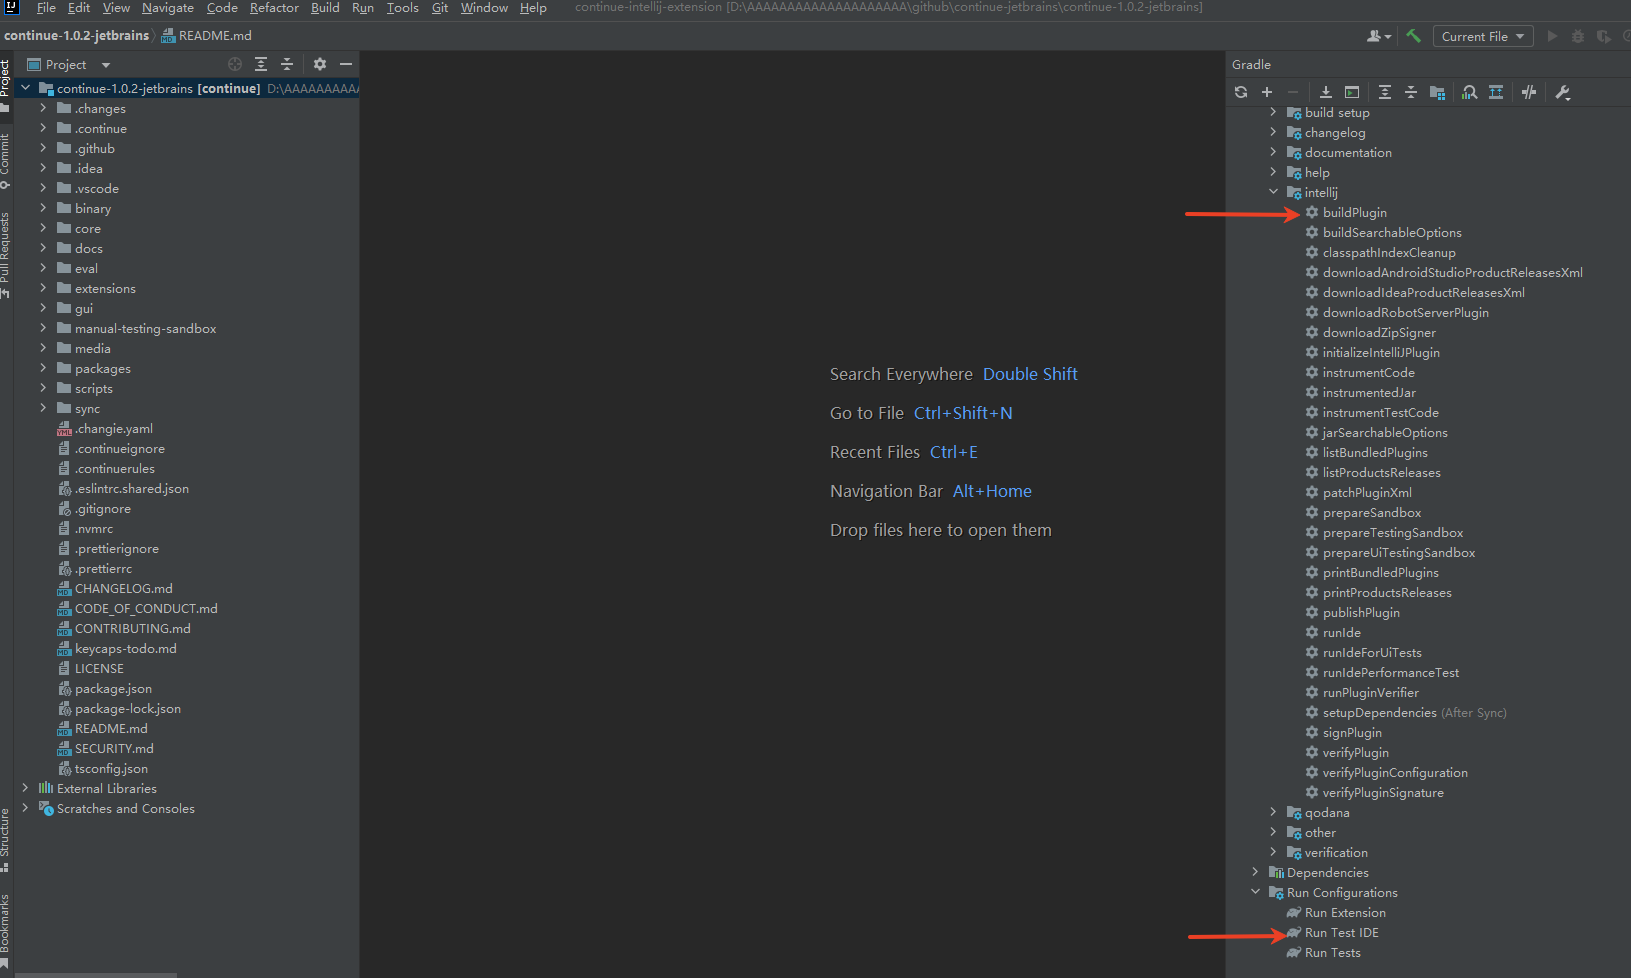 File Edit View Navigate Code Refactor Build Run Tools Git Window Help continue-intellij-extension [D:\AAAAAAAAAAAAAAAAAAAA\github\continue-jetbrains\continue-1.0.2-jetbrains]
continue-1.0.2-jetbrains README.md
Current File
Project
Commit
Pull Requests
Structure
Bookmarks
Project
continue-1.0.2-jetbrains [continue] D:\AAAAAAAAA
.changes
.continue
.github
.idea
.vscode
binary
core
docs
eval
extensions
gui
manual-testing-sandbox
media
packages
scripts
sync
.changie.yaml
.continueignore
.continuerules
.eslintrc.shared.json
.gitignore
.nvmrc
.prettierignore
.prettierrc
CHANGELOG.md
CODE_OF_CONDUCT.md
CONTRIBUTING.md
keycaps-todo.md
LICENSE
package.json
package-lock.json
README.md
SECURITY.md
tsconfig.json
External Libraries
Scratches and Consoles
Search Everywhere Double Shift
Go to File Ctrl+Shift+N
Recent Files Ctrl+E
Navigation Bar Alt+Home
Drop files here to open them
Gradle
build setup
changelog
documentation
help
intellij
buildPlugin
buildSearchableOptions
classpathIndexCleanup
downloadAndroidStudioProductReleasesXml
downloadIdeaProductReleasesXml
downloadRobotServerPlugin
downloadZipSigner
initializeIntelliJPlugin
instrumentCode
instrumentedJar
instrumentTestCode
jarSearchableOptions
listBundledPlugins
listProductsReleases
patchPluginXml
prepareSandbox
prepareTestingSandbox
prepareUiTestingSandbox
printBundledPlugins
printProductsReleases
publishPlugin
runIde
runIdeForUiTests
runIdePerformanceTest
runPluginVerifier
setupDependencies (After Sync)
signPlugin
verifyPlugin
verifyPluginConfiguration
verifyPluginSignature
qodana
other
verification
Dependencies
Run Configurations
Run Extension
Run Test IDE
Run Tests